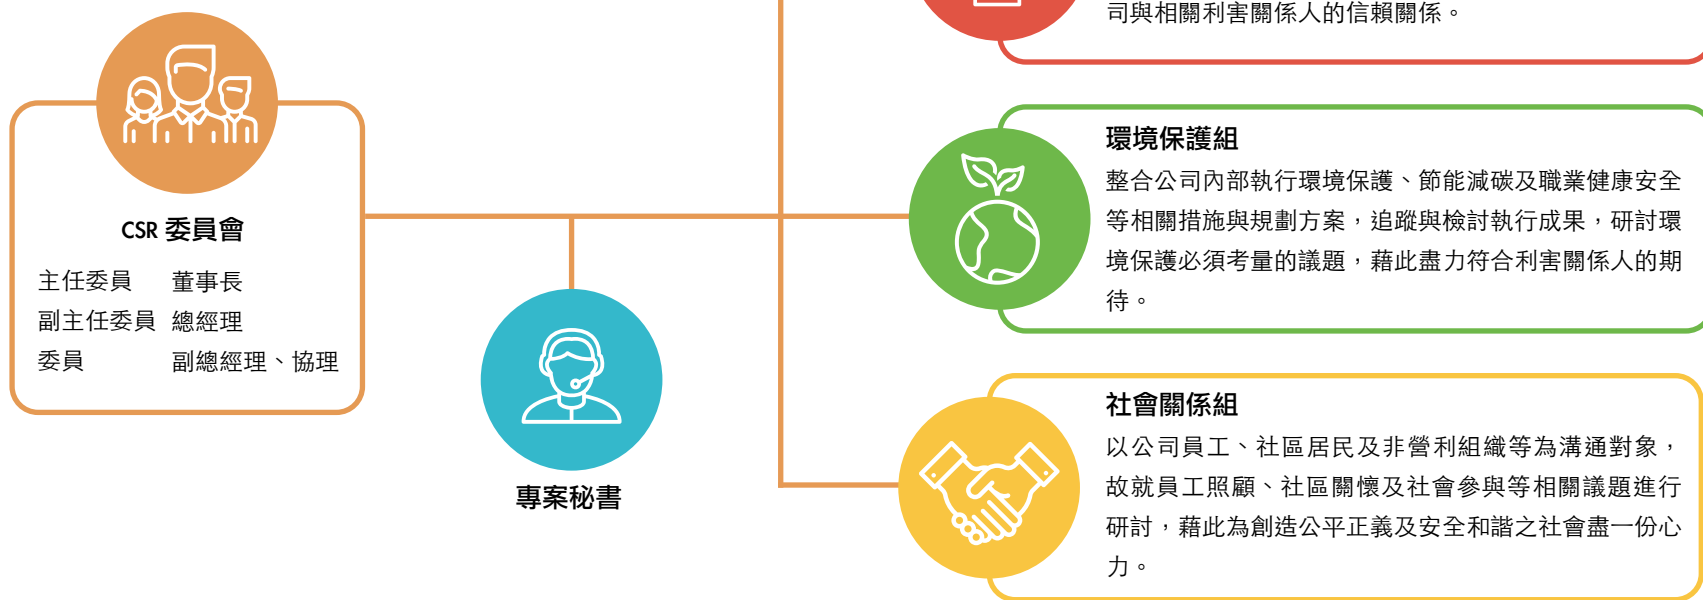 司與相關利害關係人的信賴關係。
CSR 委員會
主任委員 董事長
副主任委員 總經理
委員 副總經理、協理
專案秘書
環境保護組
整合公司內部執行環境保護、節能減碳及職業健康安全
等相關措施與規劃方案，追蹤與檢討執行成果，研討環
境保護必須考量的議題，藉此盡力符合利害關係人的期
待。
社會關係組
以公司員工、社區居民及非營利組織等為溝通對象，
故就員工照顧、社區關懷及社會參與等相關議題進行
研討，藉此為創造公平正義及安全和諧之社會盡一份心
力。